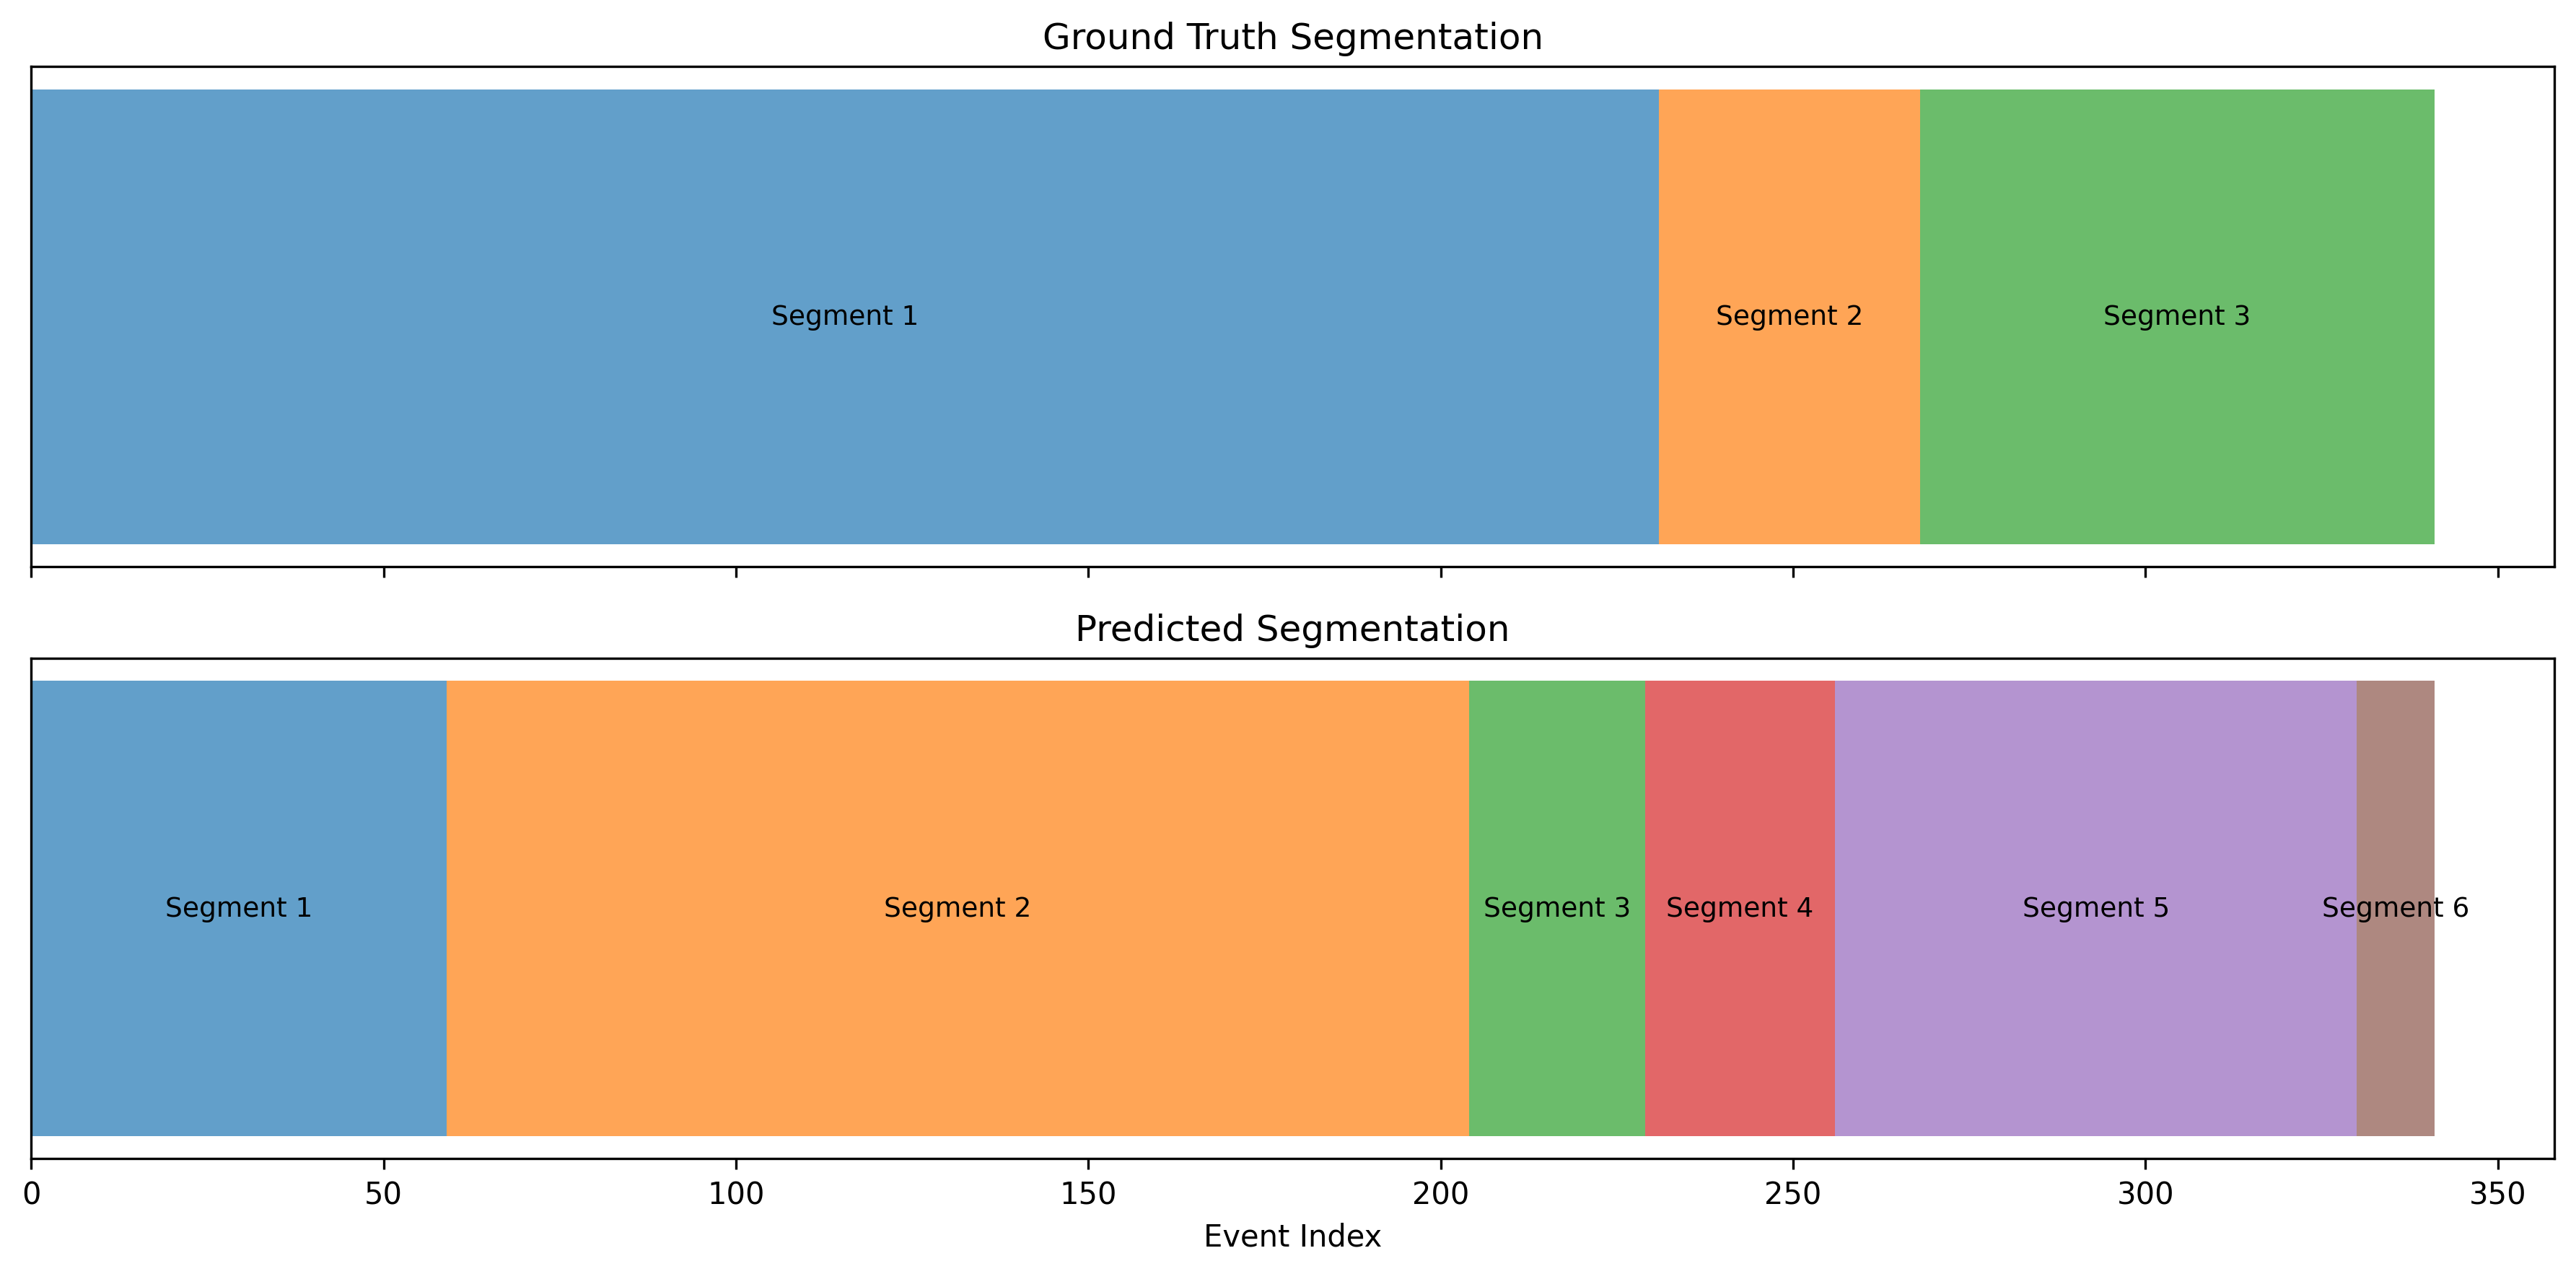 Ground Truth Segmentation
Segment 1 Segment 2 Segment 3
Predicted Segmentation
Segment 1 Segment 2 Segment 3 Segment 4 Segment 5 Segment 6
0 50 100 150 200 250 300 350
Event Index